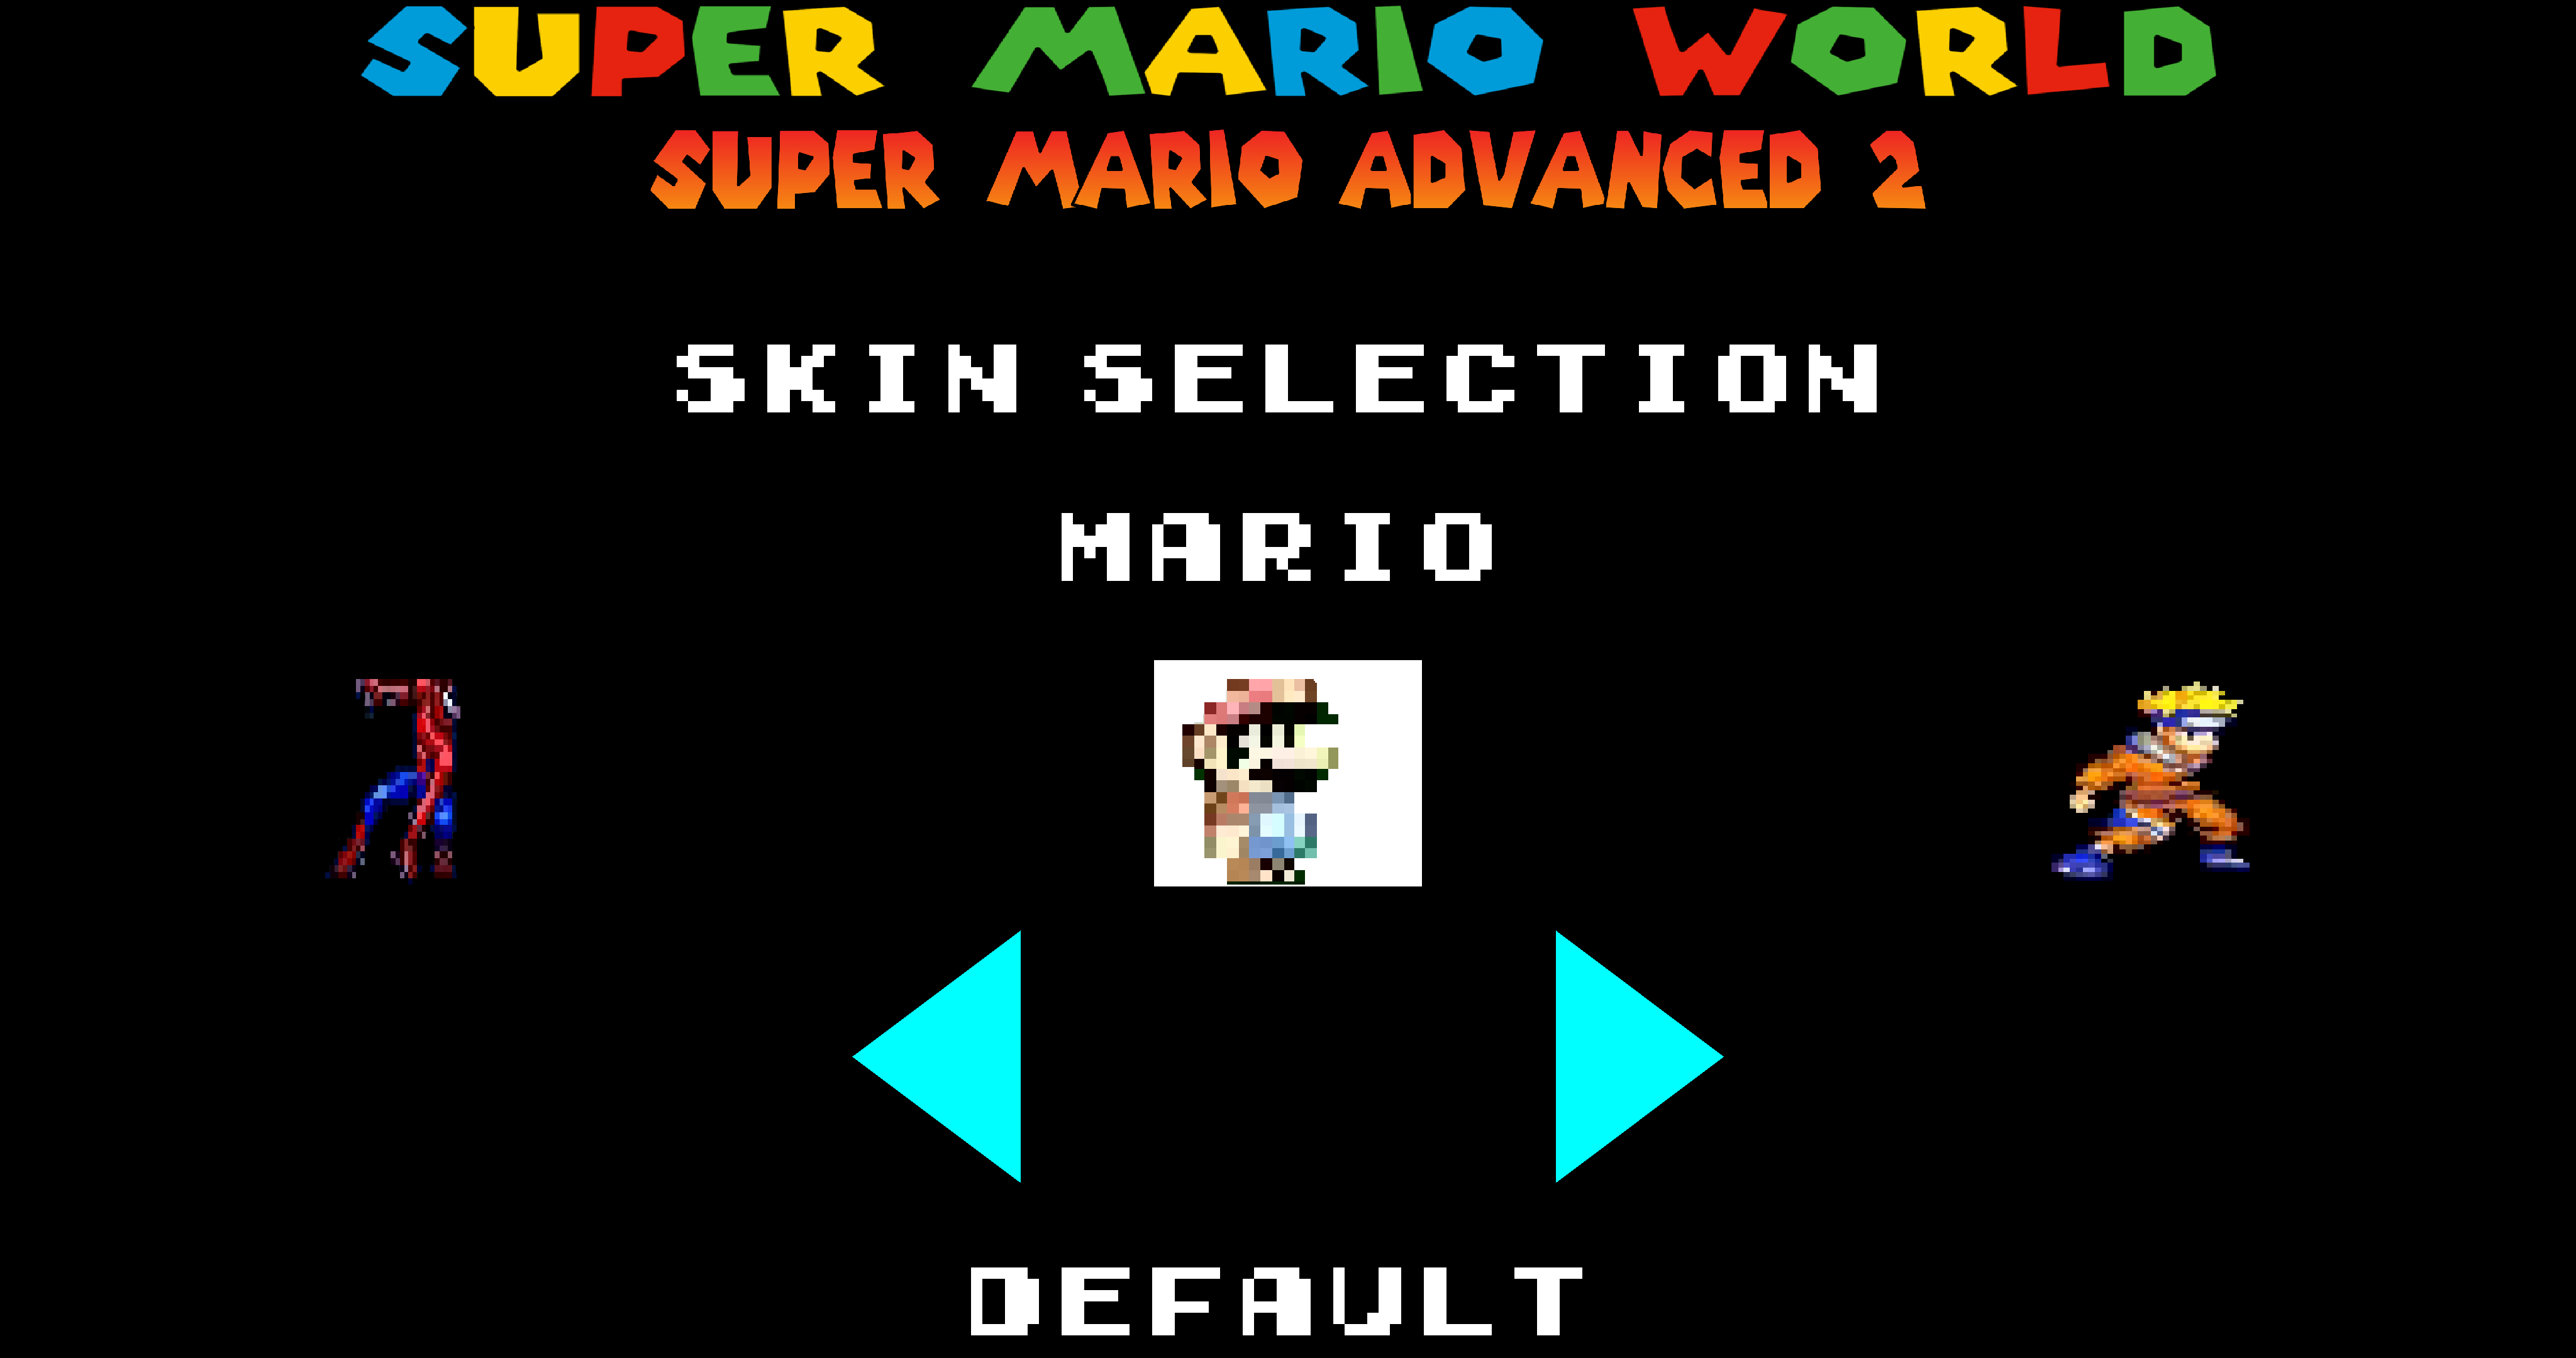 SUPER MARIO WORLD
SUPER MARIO ADVANCED 2
SKIN SELECTION
MARIO
DEFAULT